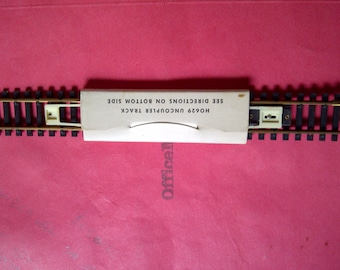 HO629 UNCOUPLER TRACK
SEE DIRECTIONS ON BOTTOM SIDE